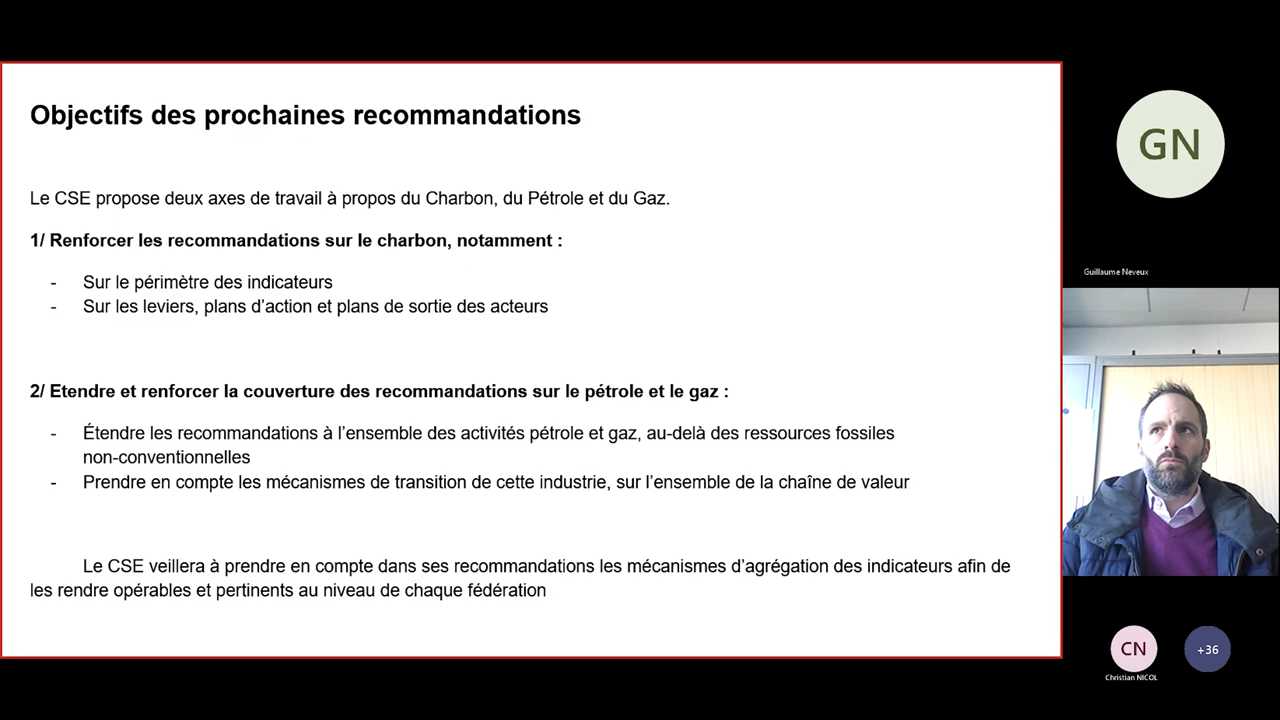 Objectifs des prochaines recommandations
Le CSE propose deux axes de travail à propos du Charbon, du Pétrole et du Gaz.
1/ Renforcer les recommandations sur le charbon, notamment :
- Sur le périmètre des indicateurs
- Sur les leviers, plans d’action et plans de sortie des acteurs
2/ Etendre et renforcer la couverture des recommandations sur le pétrole et le gaz :
- Étendre les recommandations à l’ensemble des activités pétrole et gaz, au-delà des ressources fossiles
non-conventionnelles
- Prendre en compte les mécanismes de transition de cette industrie, sur l’ensemble de la chaîne de valeur
Le CSE veillera à prendre en compte dans ses recommandations les mécanismes d’agrégation des indicateurs afin de
les rendre opérables et pertinents au niveau de chaque fédération
GN
Guillaume Neveux
CN
+36
Christian NICOL